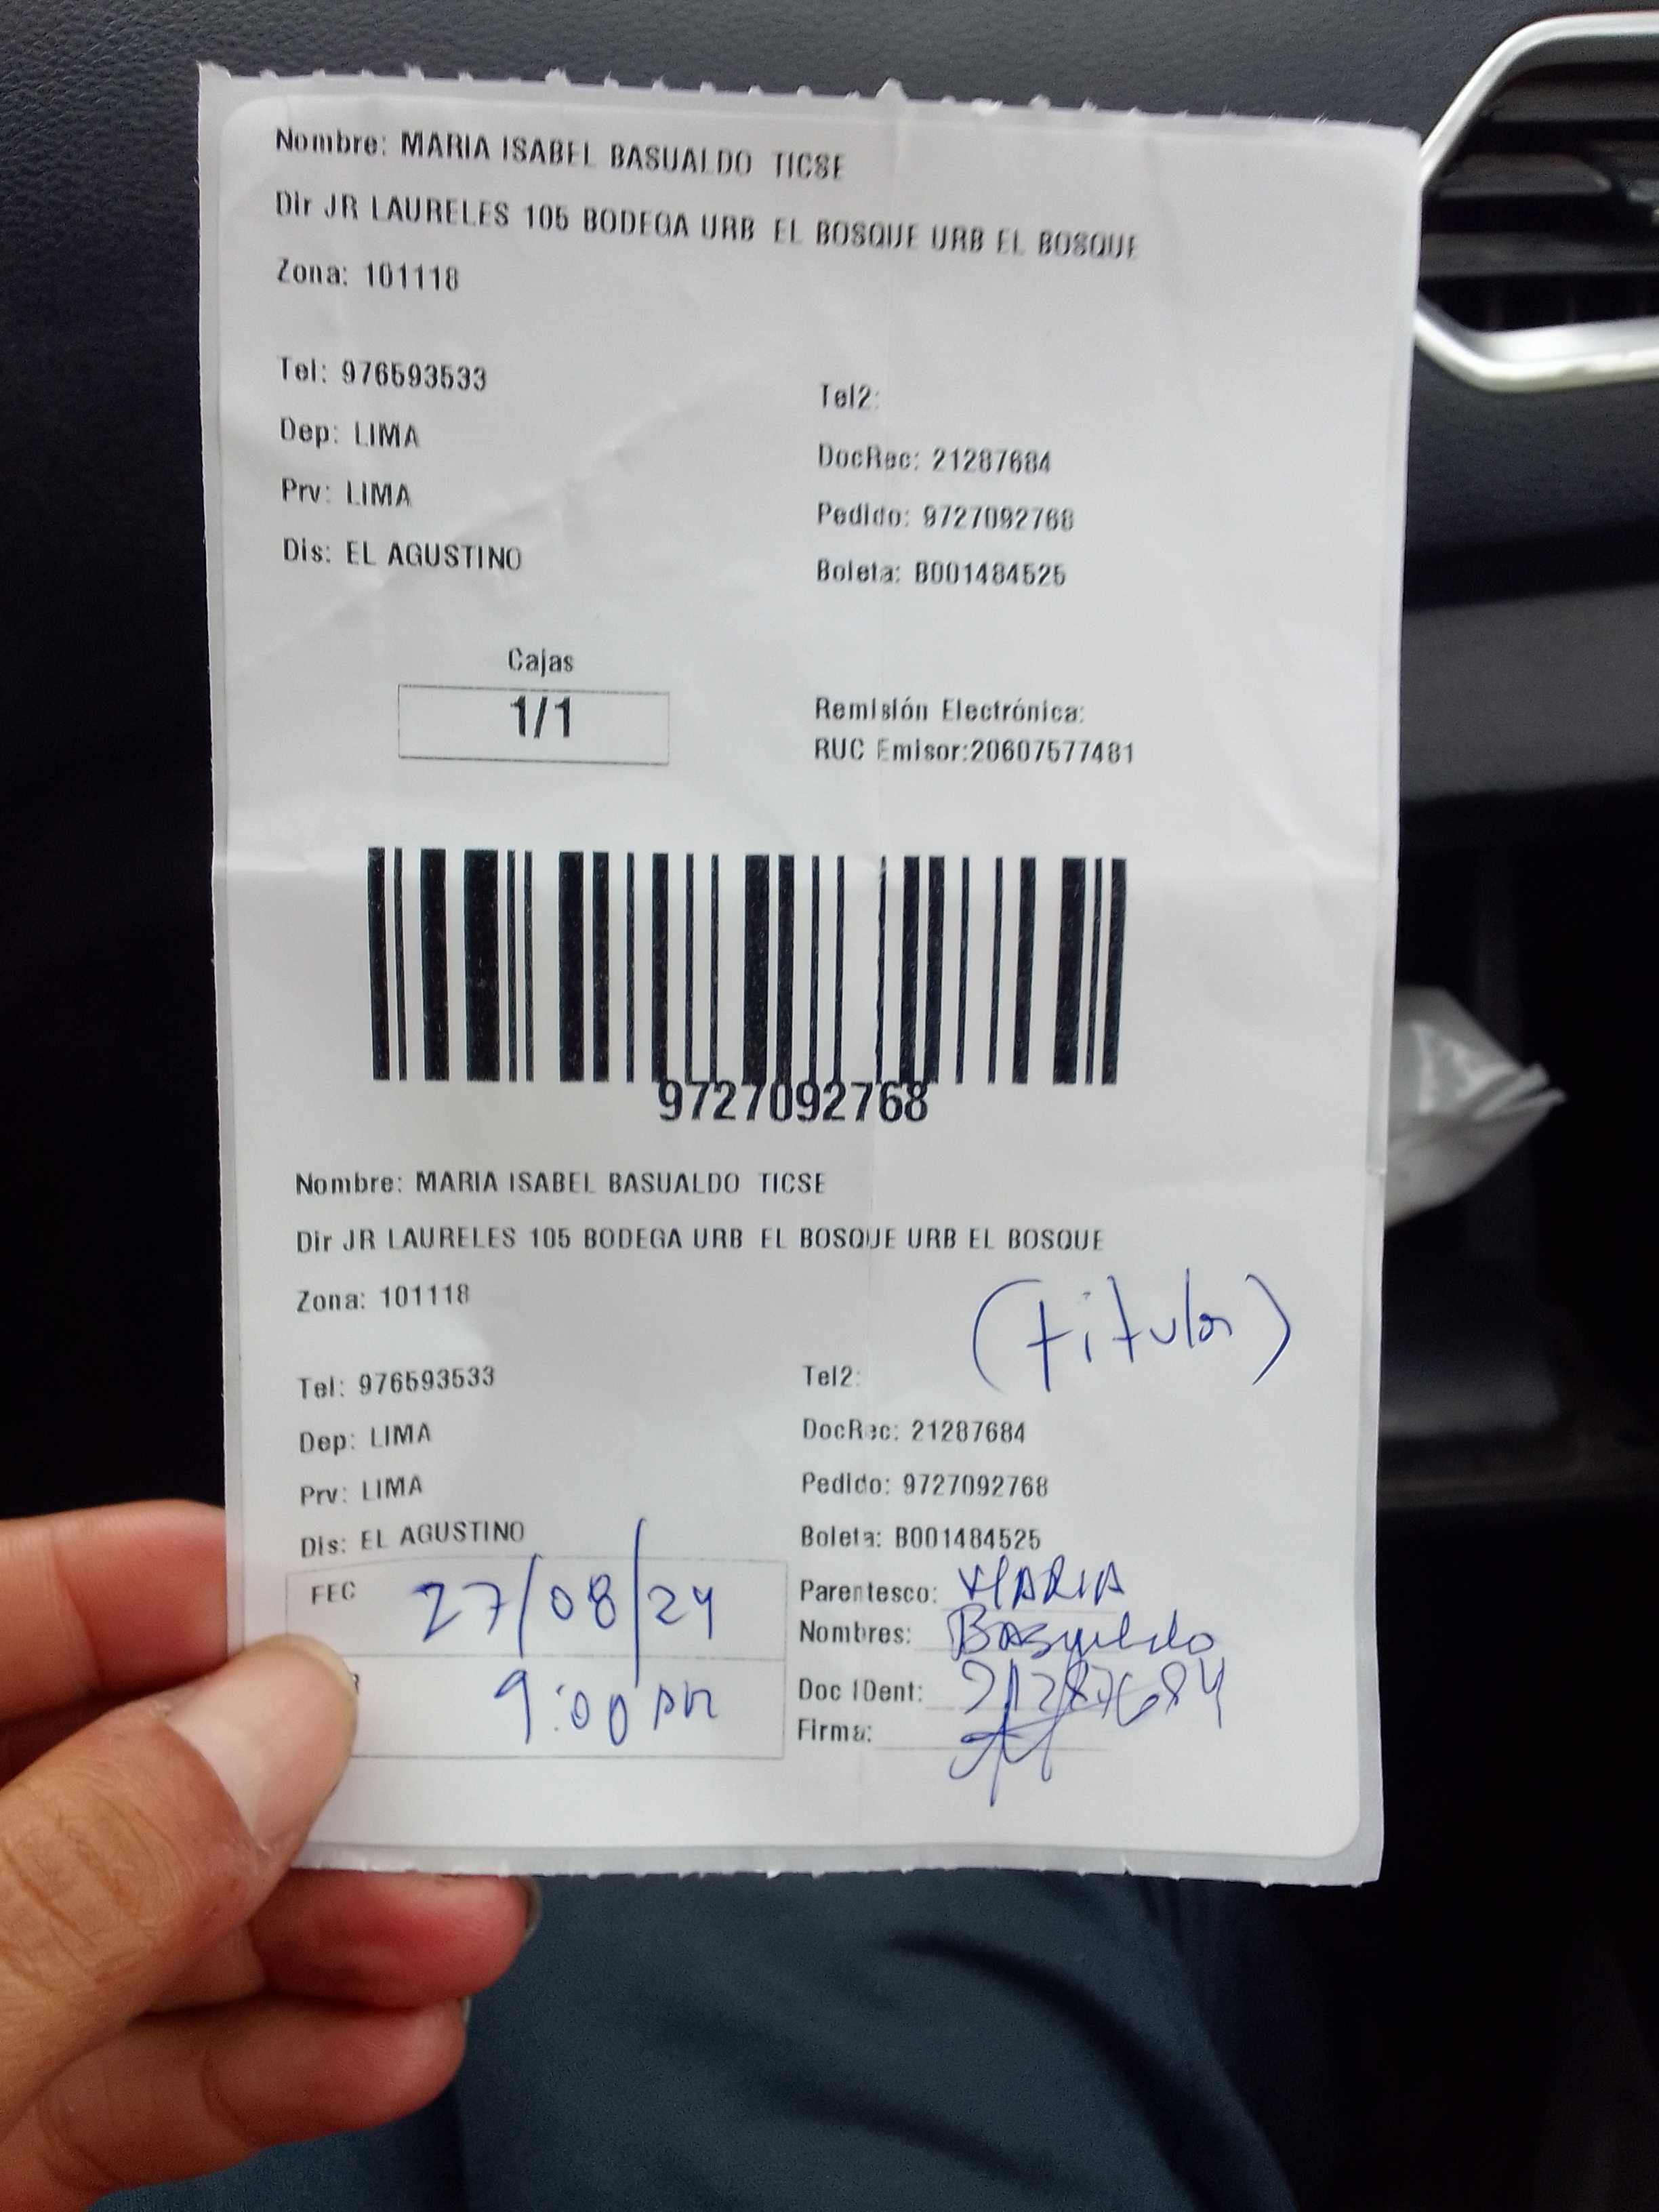 Nombre: MARIA ISABEL BASUALDO TICSE
Dir JR LAURELES 105 BODEGA URB EL BOSQUE URB EL BOSQUE
Zona: 101118
Tel: 976593533
Tel2:
Dep: LIMA
DocRec: 21287684
Prv: LIMA
Pedido: 9727092768
Dis: EL AGUSTINO
Boleta: B001484525
Cajas
1/1
Remisión Electrónica:
RUC Emisor:20607577481
9727092768
Nombre: MARIA ISABEL BASUALDO TICSE
Dir JR LAURELES 105 BODEGA URB EL BOSQUE URB EL BOSQUE
Zona: 101118
(titular)
Tel: 976593533
Tel2:
Dep: LIMA
DocRec: 21287684
Prv: LIMA
Pedido: 9727092768
Dis: EL AGUSTINO
Boleta: B001484525
FEC 27/08/24
Parentesco: MARIA
Nombres: Basualdo
9:00
Doc IDent: 21287684
Firma: